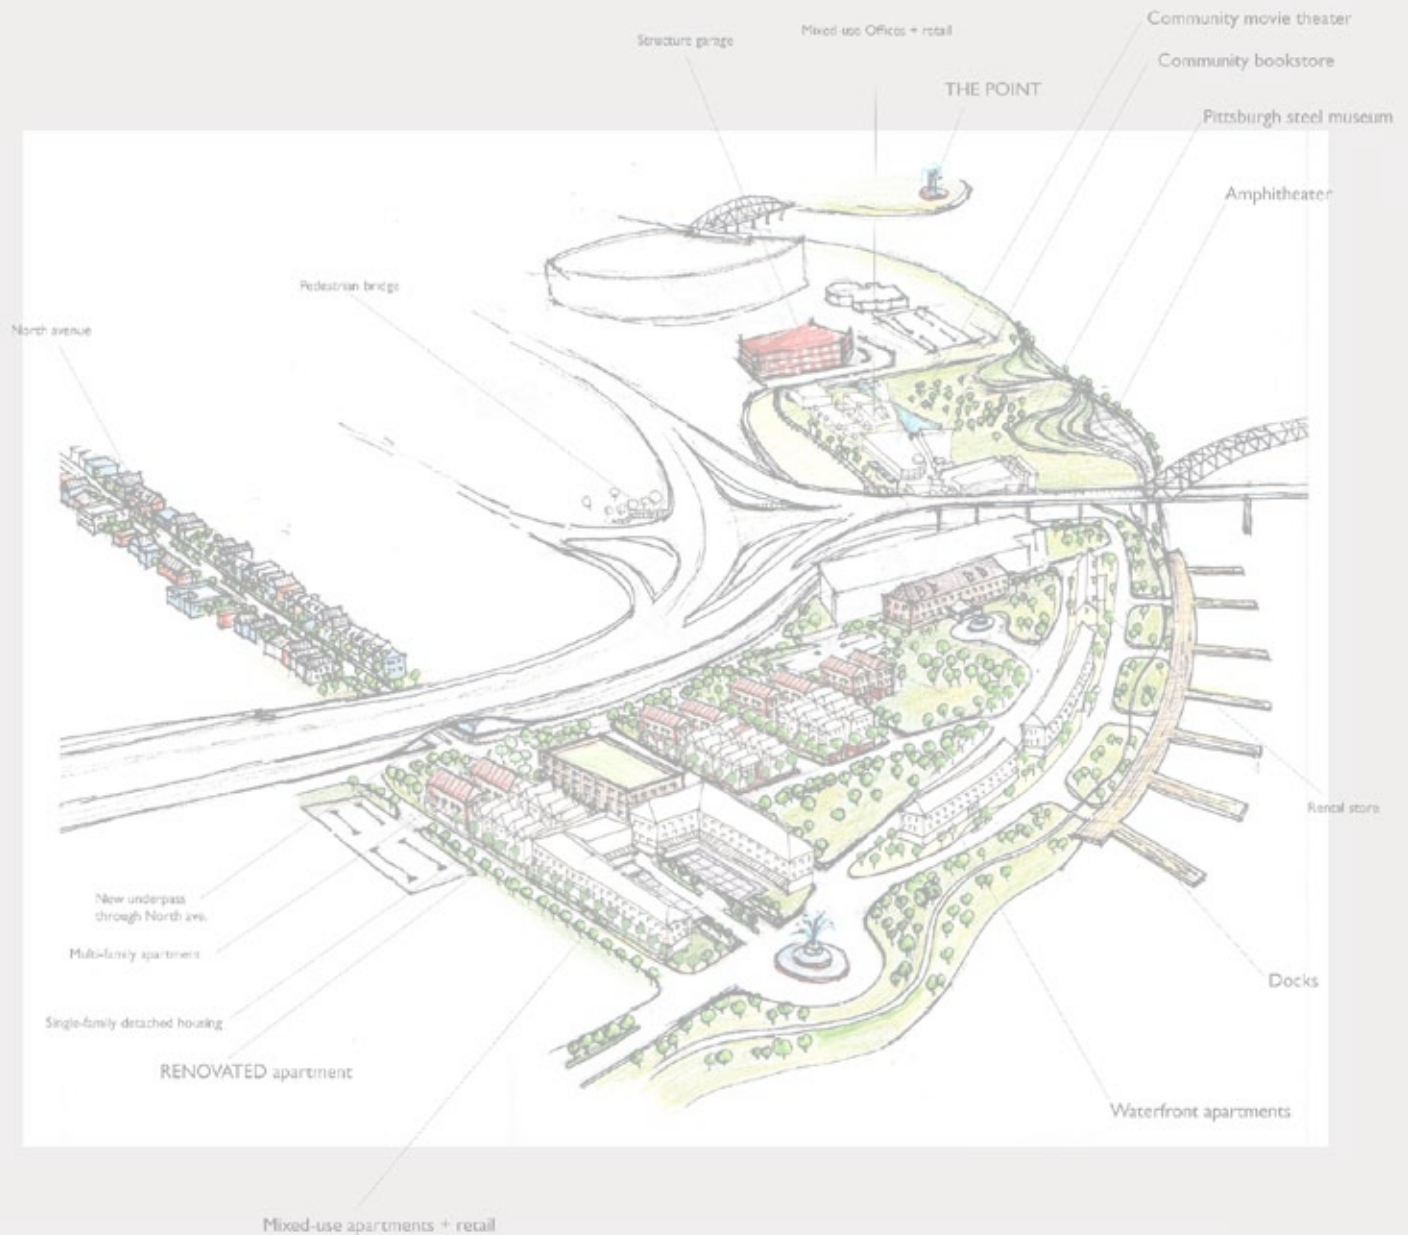 Community movie theater
Mixed-use Offices + retail
Structure garage
Community bookstore
THE POINT
Pittsburgh steel museum
Amphitheater
Pedestrian bridge
North avenue
Rental store
New underpass
through North ave.
Multi-family apartment
Docks
Single-family detached housing
RENOVATED apartment
Waterfront apartments
Mixed-use apartments + retail